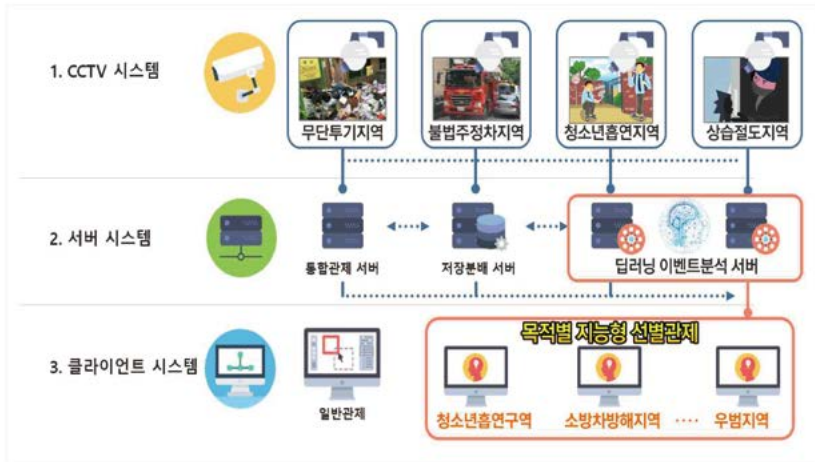 1. CCTV 시스템
무단투기지역
불법주정차지역
청소년흡연지역
상습절도지역
2. 서버 시스템
통합관제 서버
저장분배 서버
딥러닝 이벤트분석 서버
목적별 지능형 선별관제
3. 클라이언트 시스템
일반관제
청소년흡연구역
소방차방해지역
····
우범지역